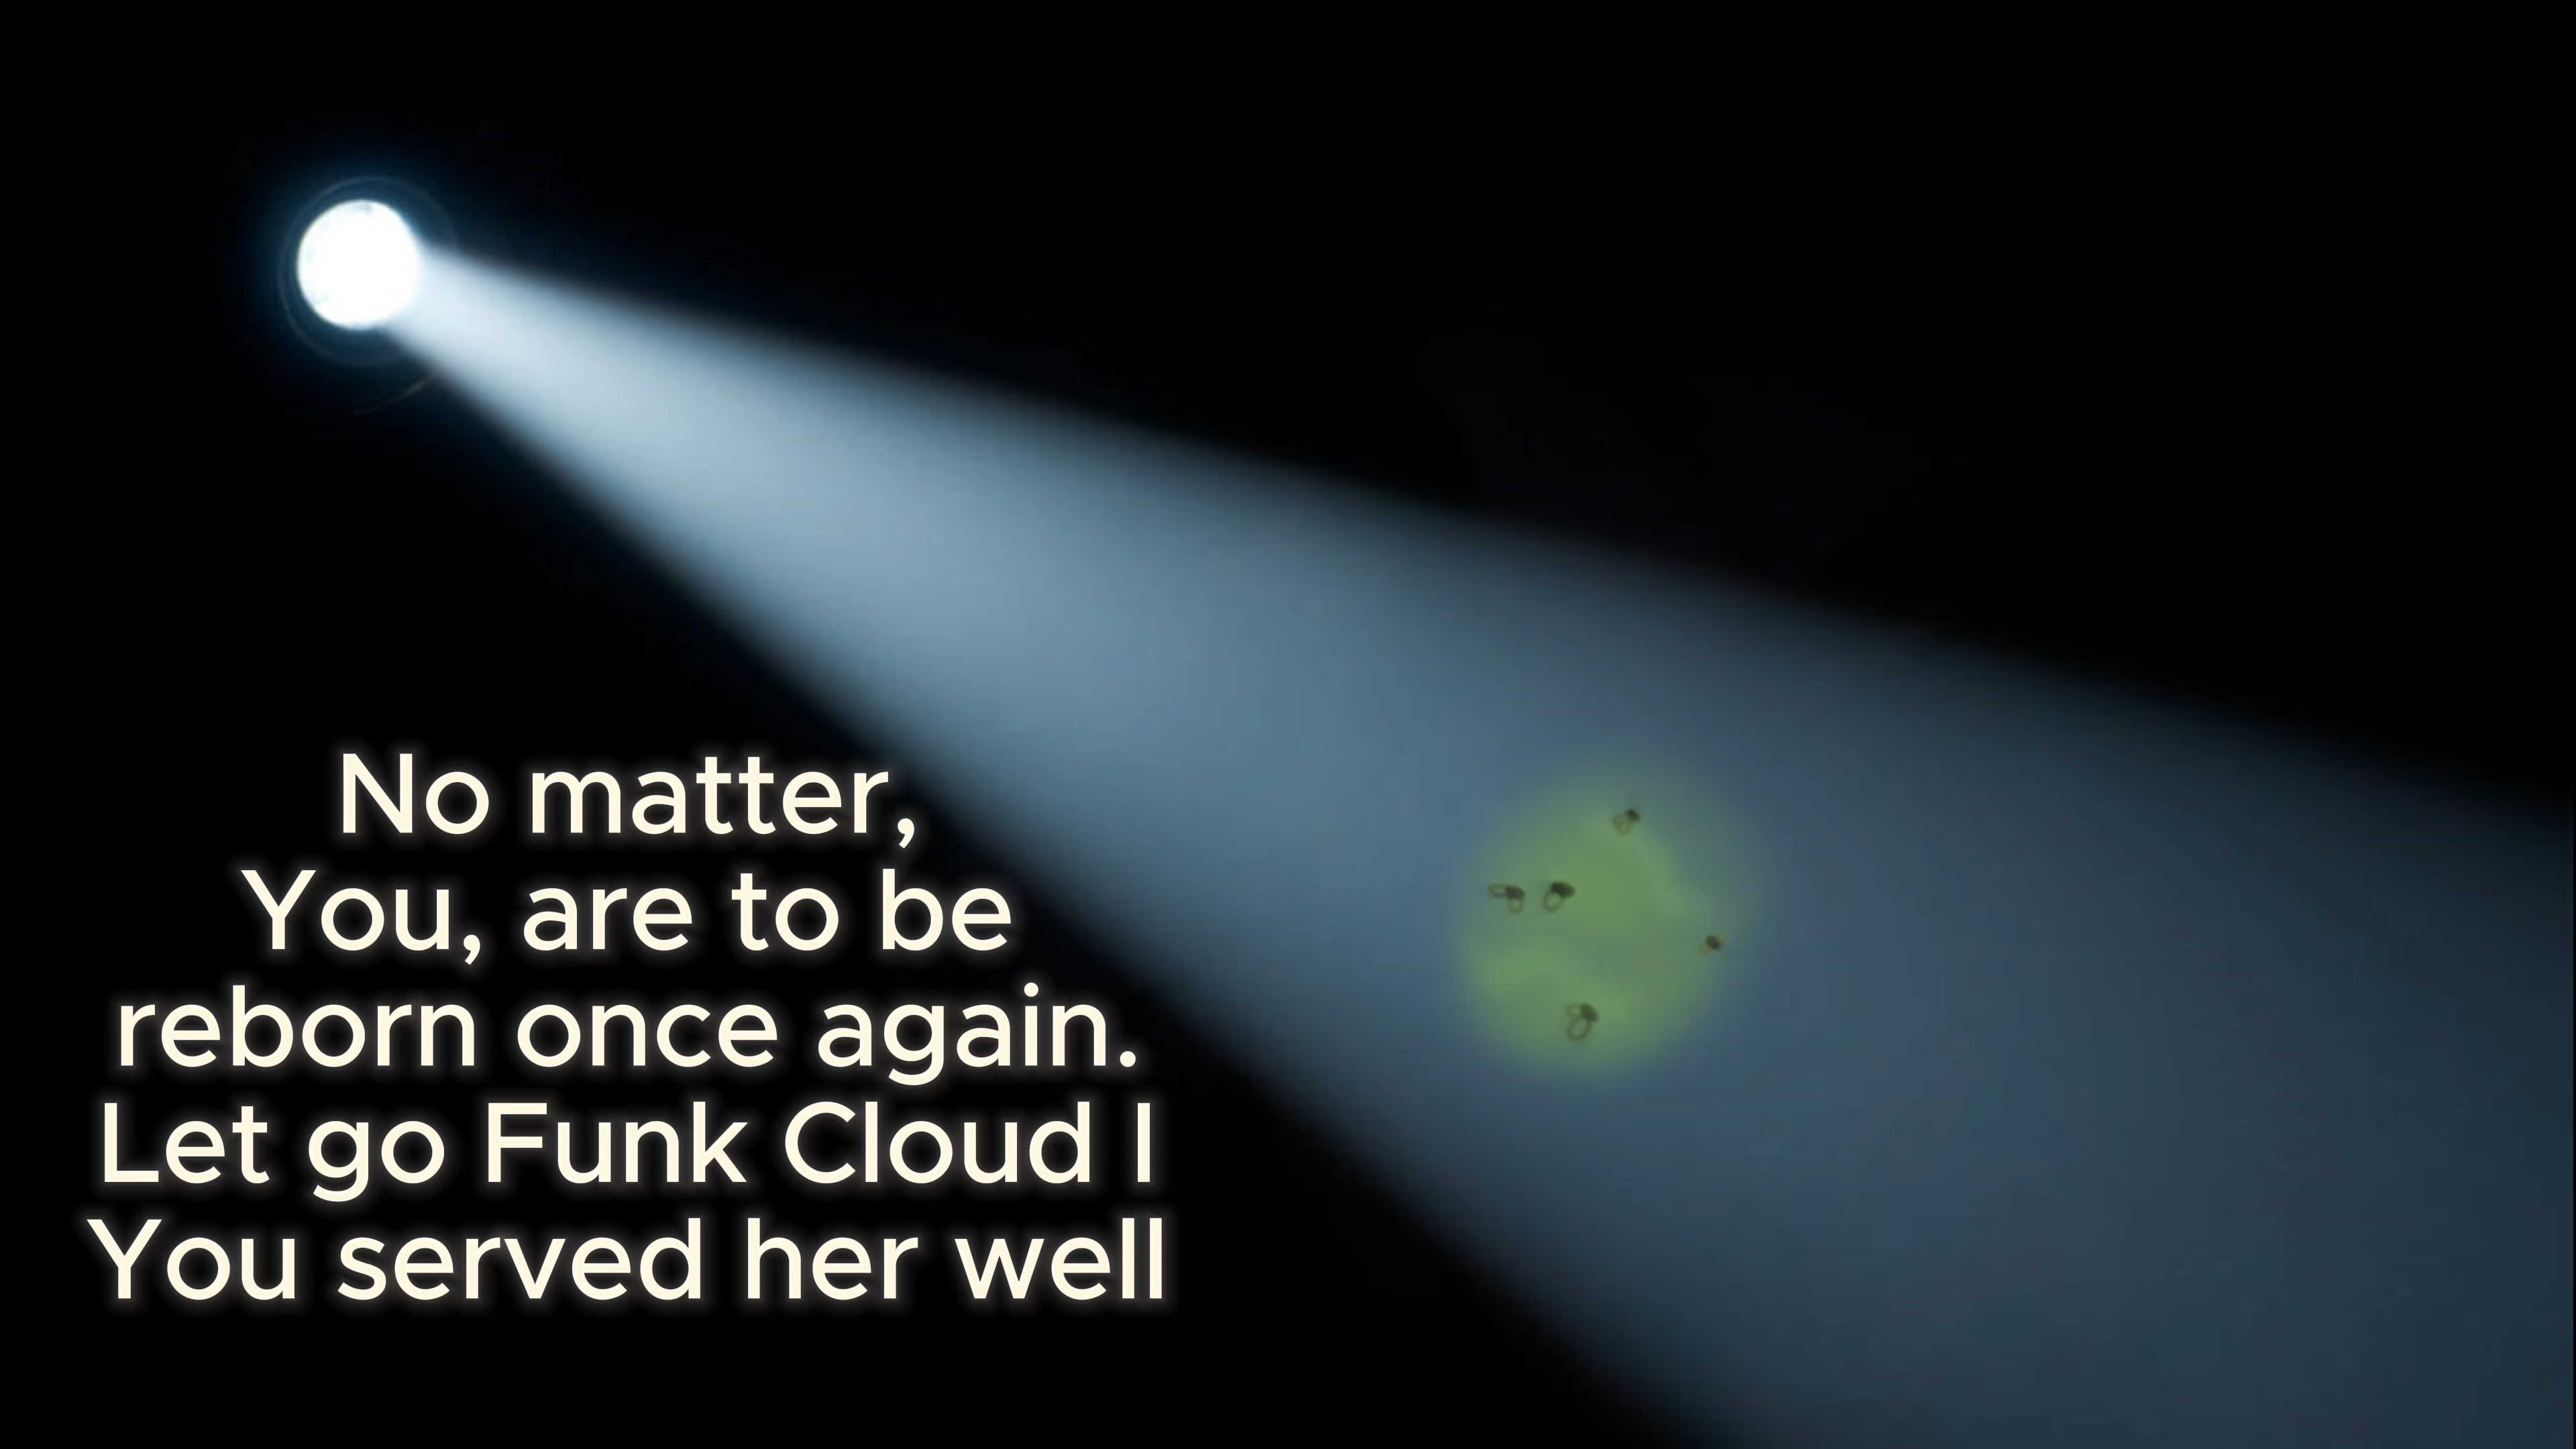 No matter,
You, are to be
reborn once again.
Let go Funk Cloud I
You served her well